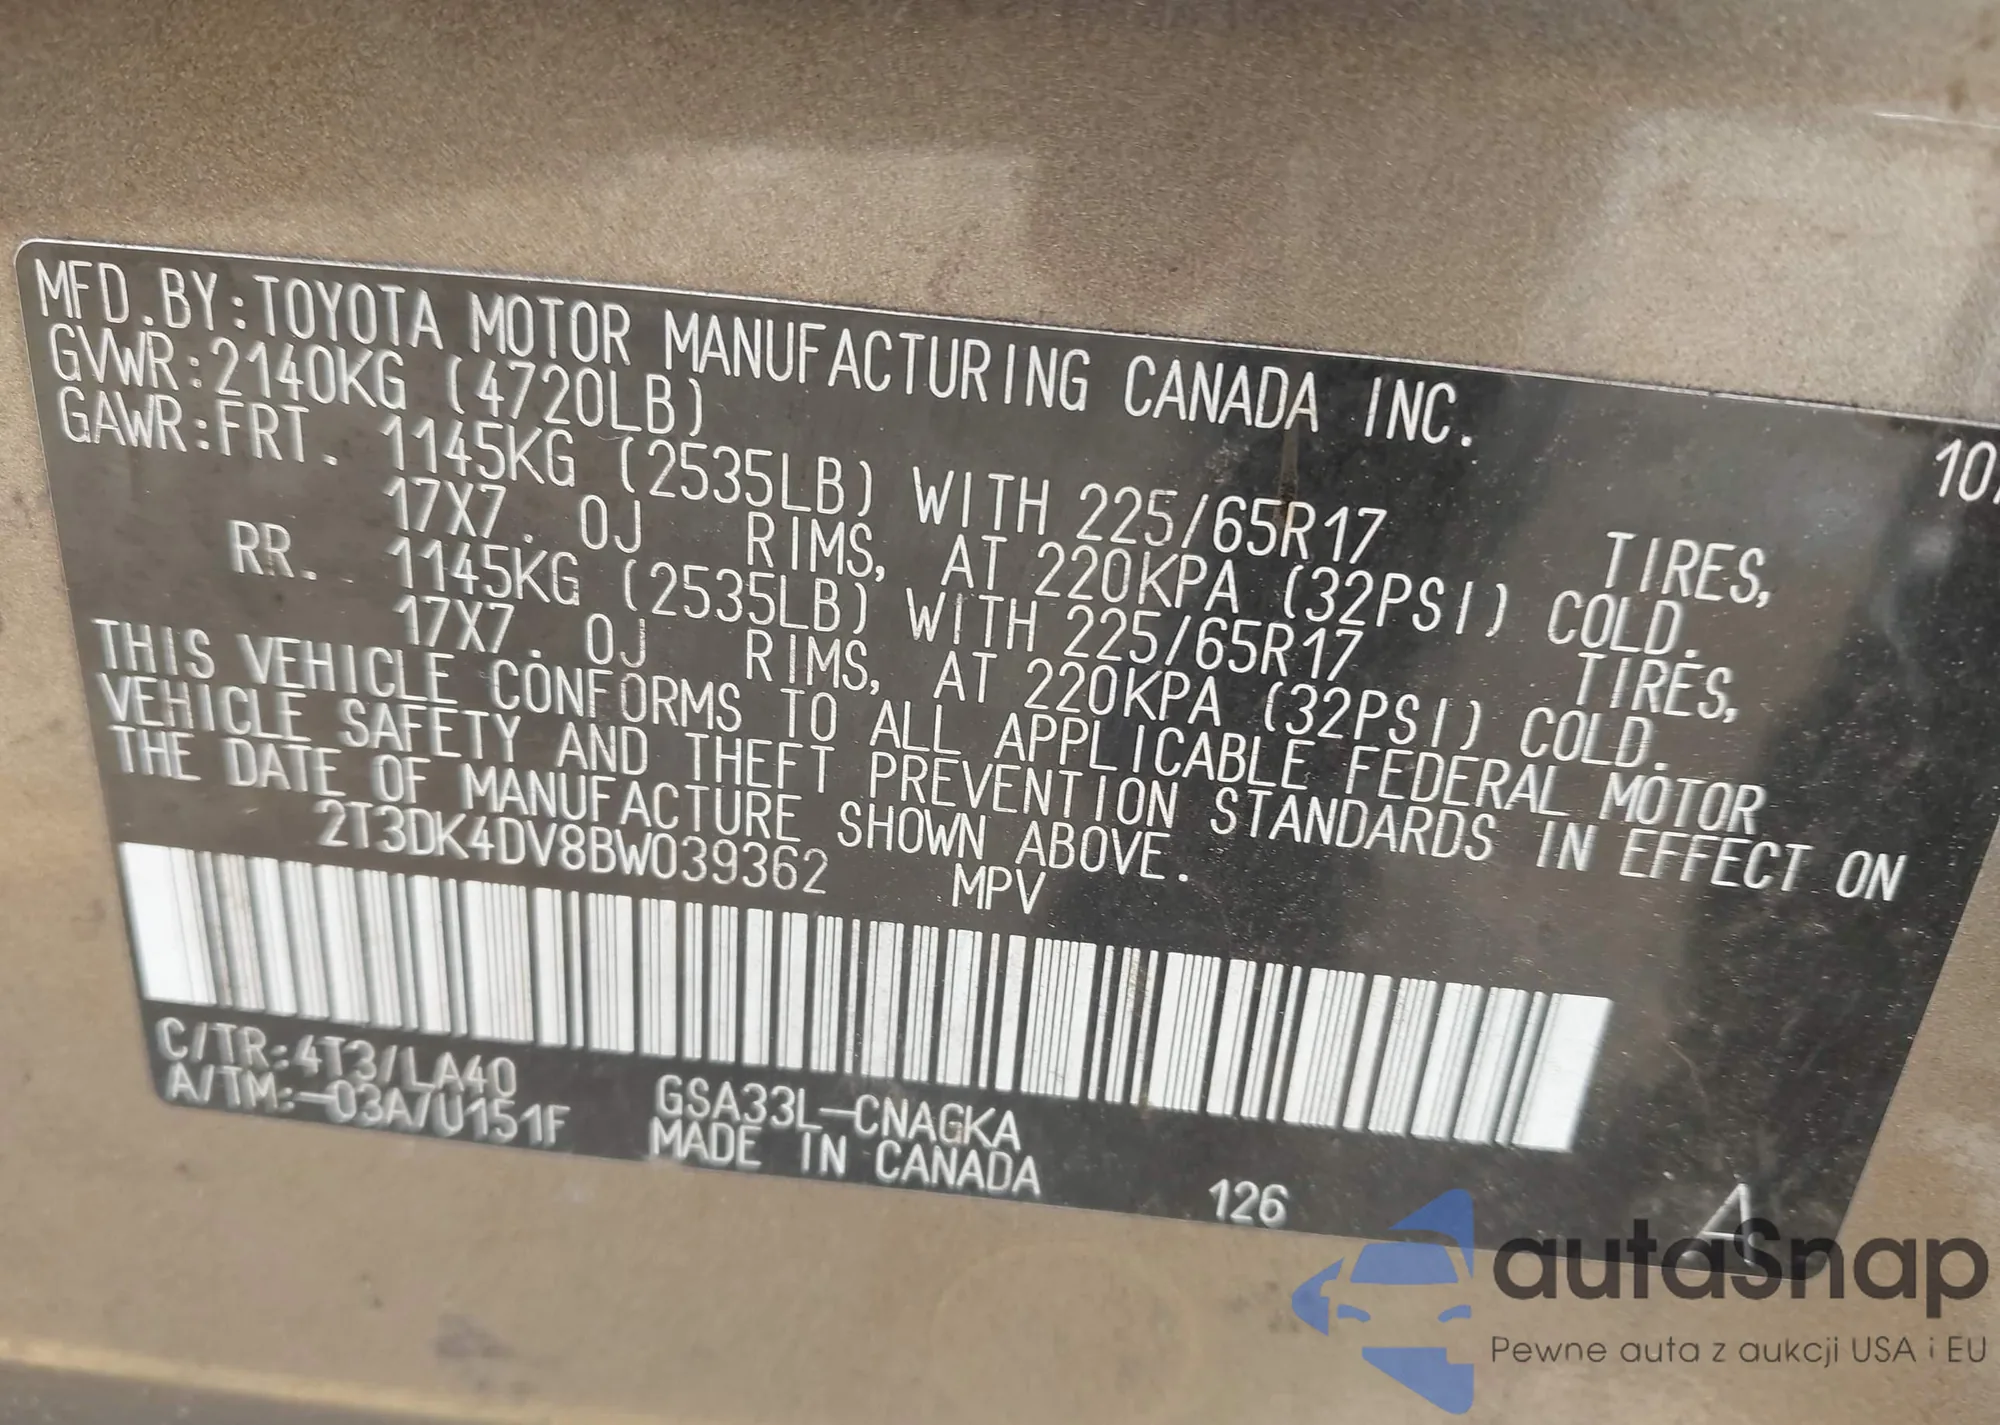 MFD.BY:TOYOTA MOTOR MANUFACTURING CANADA INC. 10/
GVWR:2140KG (4720LB)
GAWR:FRT. 1145KG (2535LB) WITH 225/65R17 TIRES,
17X7.0J RIMS, AT 220KPA (32PSI) COLD.
RR. 1145KG (2535LB) WITH 225/65R17 TIRES,
17X7.0J RIMS, AT 220KPA (32PSI) COLD.
THIS VEHICLE CONFORMS TO ALL APPLICABLE FEDERAL MOTOR
VEHICLE SAFETY AND THEFT PREVENTION STANDARDS IN EFFECT ON
THE DATE OF MANUFACTURE SHOWN ABOVE.
2T3DK4DV8BW039362 MPV
C/TR:4T3/LA40
A/TM:-03A/U151F
GSA33L-CNAGKA
MADE IN CANADA
126
A
autaSnap
Pewne auta z aukcji USA i EU